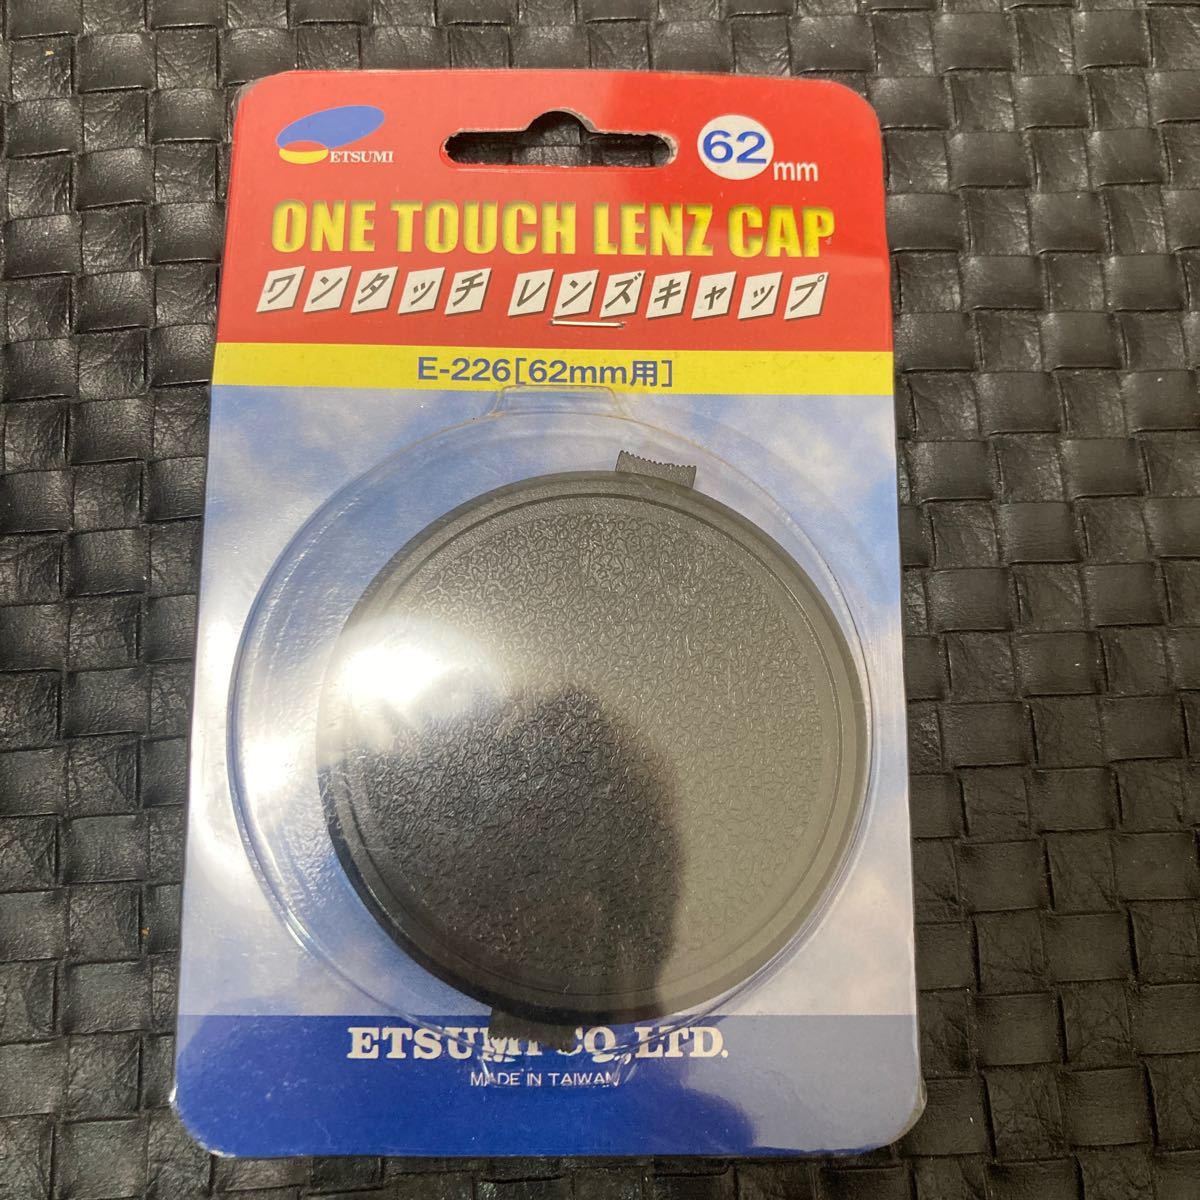 ETSUMI
62mm
ONE TOUCH LENZ CAP
ワンタッチ レンズキャップ
E-226[62mm用]
ETSUMI CO.,LTD.
MADE IN TAIWAN